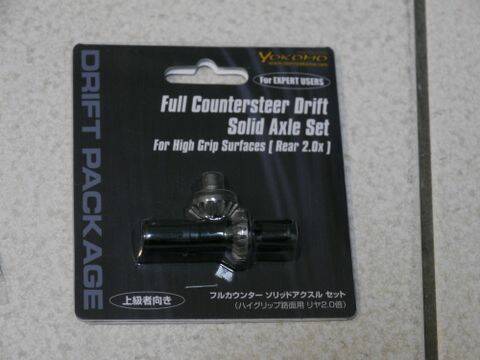 YOKOMO
For EXPERT USERS
Full Countersteer Drift
Solid Axle Set
For High Grip Surfaces [ Rear 2.0x ]
DRIFT PACKAGE
上級者向き
フルカウンター ソリッドアクスル セット
(ハイグリップ路面用 リヤ2.0倍)